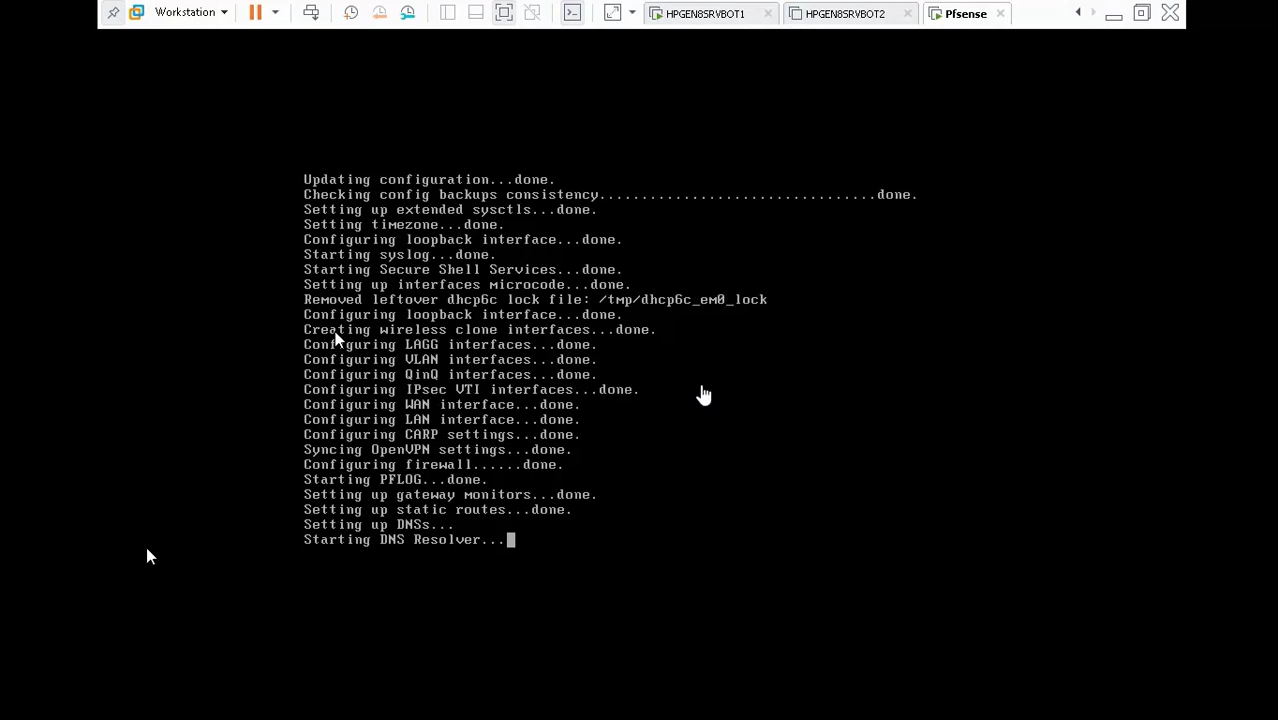 Workstation
HPGEN8SRVBOT1
HPGEN8SRVBOT2
Pfsense
Updating configuration...done.
Checking config backups consistency.................................done.
Setting up extended sysctls...done.
Setting timezone...done.
Configuring loopback interface...done.
Starting syslog...done.
Starting Secure Shell Services...done.
Setting up interfaces microcode...done.
Removed leftover dhcp6c lock file: /tmp/dhcp6c_em0_lock
Configuring loopback interface...done.
Creating wireless clone interfaces...done.
Configuring LAGG interfaces...done.
Configuring VLAN interfaces...done.
Configuring QinQ interfaces...done.
Configuring IPsec VTI interfaces...done.
Configuring WAN interface...done.
Configuring LAN interface...done.
Configuring CARP settings...done.
Syncing OpenVPN settings...done.
Configuring firewall......done.
Starting PFLOG...done.
Setting up gateway monitors...done.
Setting up static routes...done.
Setting up DNSs...
Starting DNS Resolver...